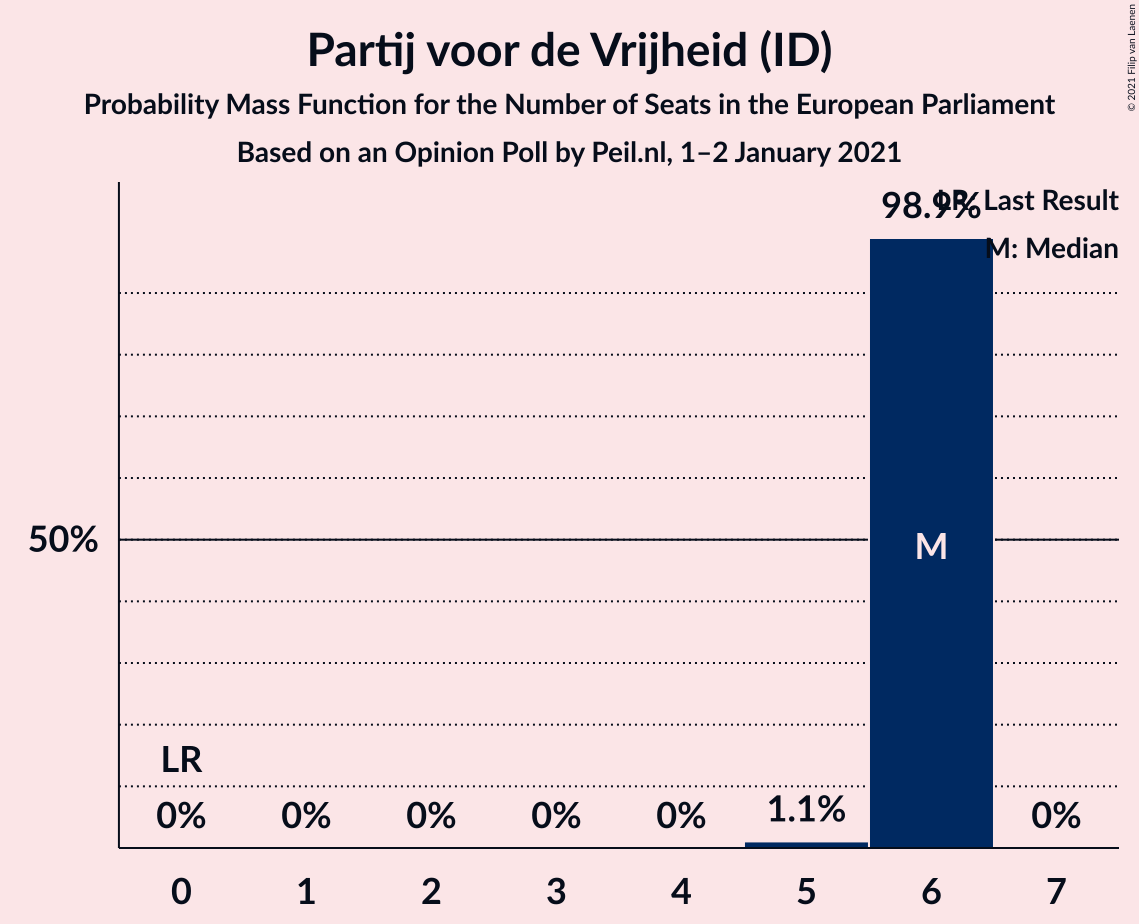 Partij voor de Vrijheid (ID)
Probability Mass Function for the Number of Seats in the European Parliament
Based on an Opinion Poll by Peil.nl, 1–2 January 2021
© 2021 Filip van Laenen
98.9%
LR: Last Result
M: Median
50%
M
LR
0% 0% 0% 0% 0% 1.1% 0%
0 1 2 3 4 5 6 7